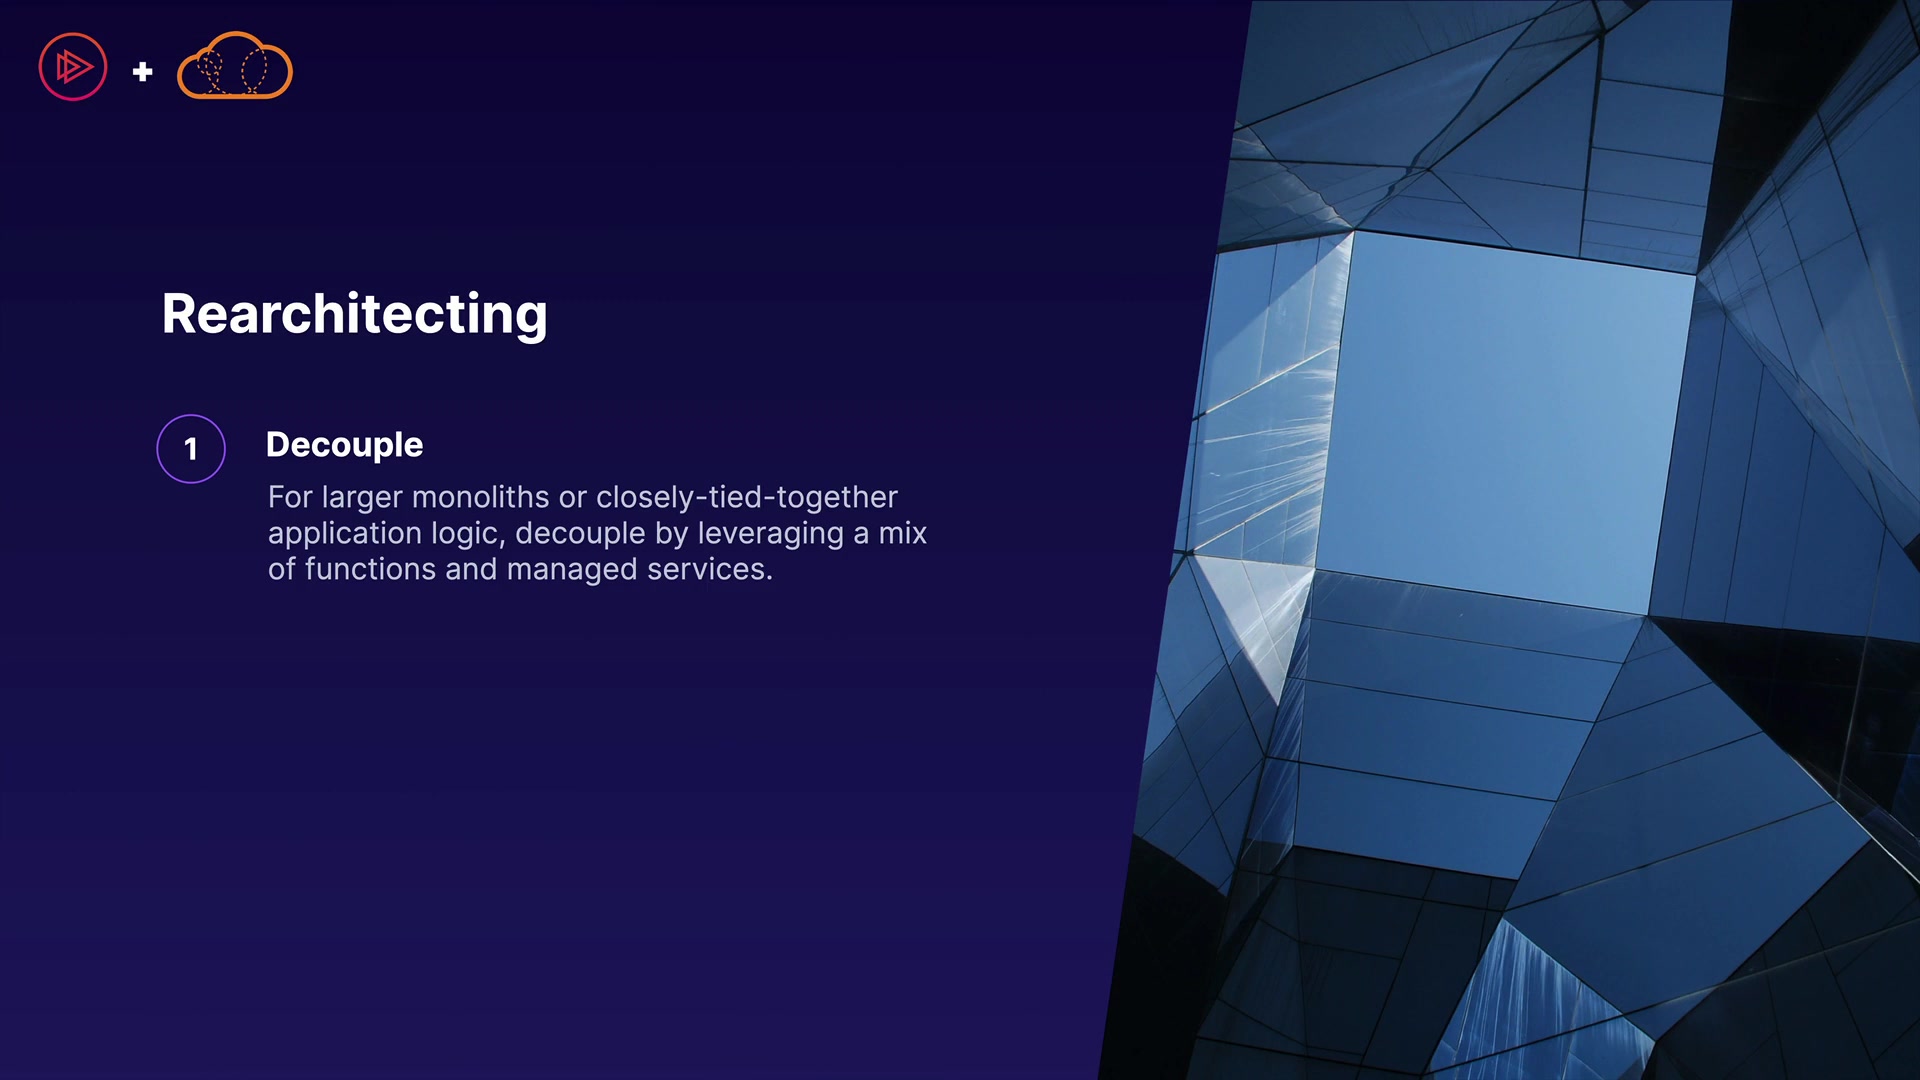 +
Rearchitecting
1
Decouple
For larger monoliths or closely-tied-together
application logic, decouple by leveraging a mix
of functions and managed services.